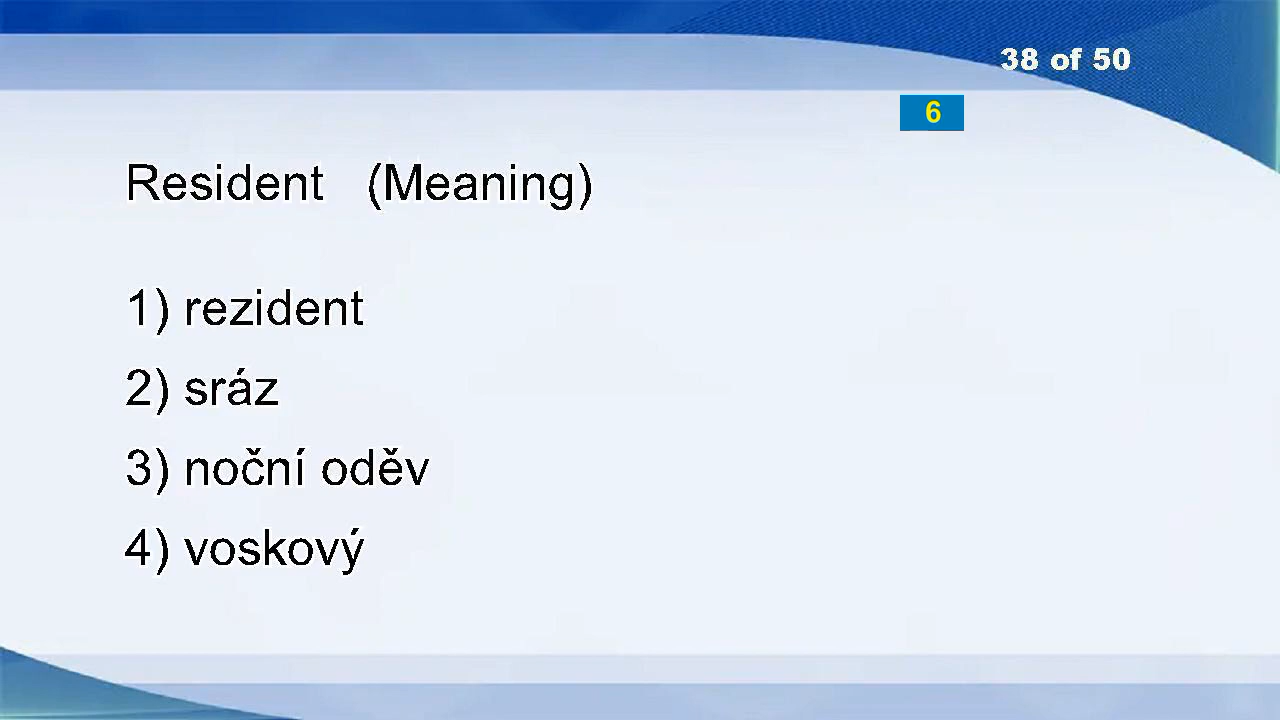 38 of 50
6
Resident (Meaning)
1) rezident
2) sráz
3) noční oděv
4) voskový